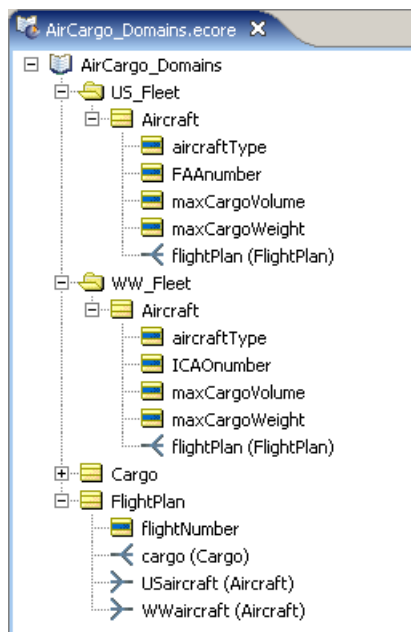 AirCargo_Domains.ecore
AirCargo_Domains
US_Fleet
Aircraft
aircraftType
FAAnumber
maxCargoVolume
maxCargoWeight
flightPlan (FlightPlan)
WW_Fleet
Aircraft
aircraftType
ICAOnumber
maxCargoVolume
maxCargoWeight
flightPlan (FlightPlan)
Cargo
FlightPlan
flightNumber
cargo (Cargo)
USaircraft (Aircraft)
WWaircraft (Aircraft)